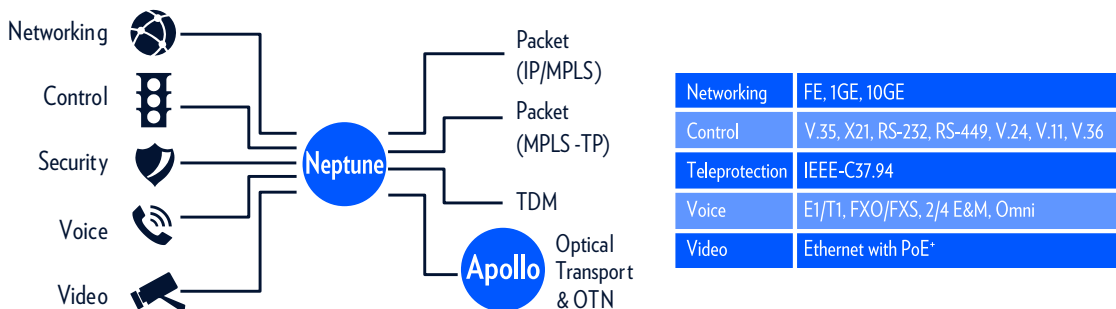 Networking
Control
Security
Voice
Video
Neptune
Packet
(IP/MPLS)
Packet
(MPLS -TP)
TDM
Apollo
Optical
Transport
& OTN
Networking FE, 1GE, 10GE
Control V.35, X21, RS-232, RS-449, V.24, V.11, V.36
Teleprotection IEEE-C37.94
Voice E1/T1, FXO/FXS, 2/4 E&M, Omni
Video Ethernet with PoE⁺